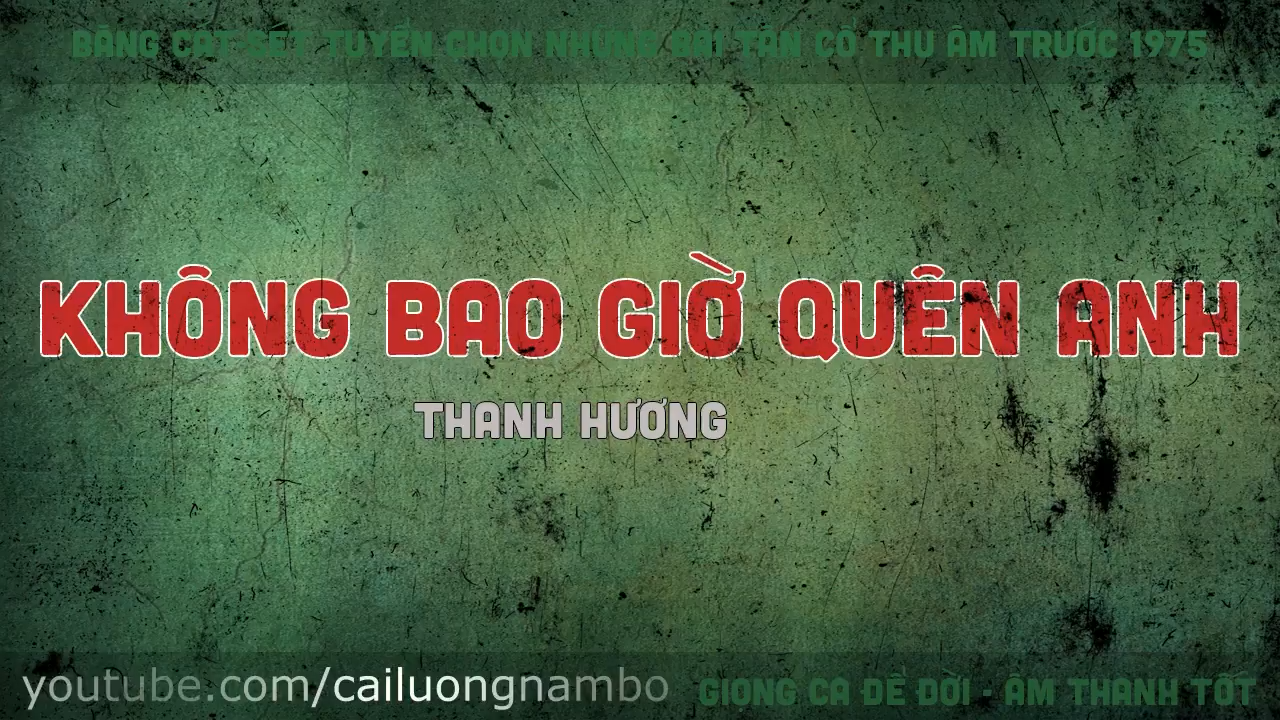 BĂNG CÁT-SÉT TUYỂN CHỌN NHỮNG BÀI TÂN CỔ THU ÂM TRƯỚC 1975
KHÔNG BAO GIỜ QUÊN ANH
THANH HƯƠNG
youtube.com/cailuongnambo
GIỌNG CA ĐỂ ĐỜI - ÂM THANH TỐT